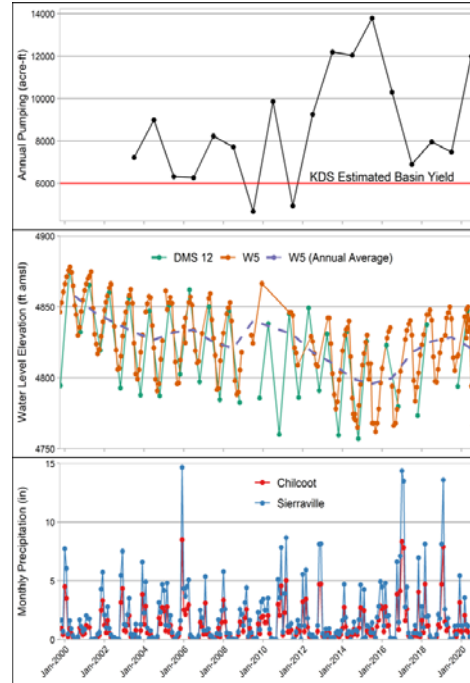 Annual Pumping (acre-ft)
14000
12000
10000
8000
6000
4000
KDS Estimated Basin Yield
Water Level Elevation (ft amsl)
4900
4850
4800
4750
DMS 12 W5 W5 (Annual Average)
Monthly Precipitation (in)
15
10
5
0
Chilcoot
Sierraville
Jan-2000 Jan-2002 Jan-2004 Jan-2006 Jan-2008 Jan-2010 Jan-2012 Jan-2014 Jan-2016 Jan-2018 Jan-2020